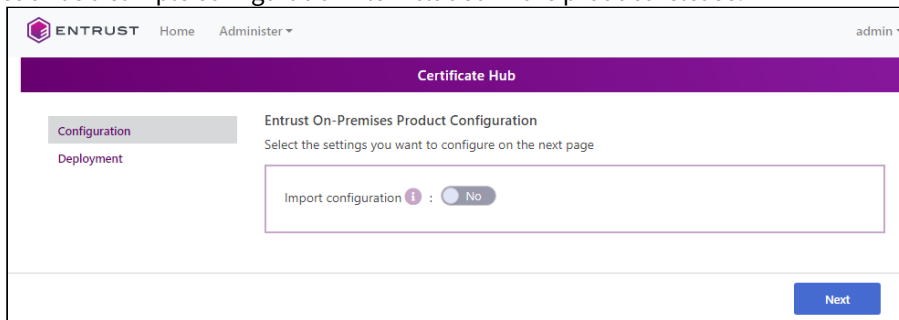 ENTRUST Home Administer
admin
Certificate Hub
Configuration
Deployment
Entrust On-Premises Product Configuration
Select the settings you want to configure on the next page
Import configuration i : No
Next